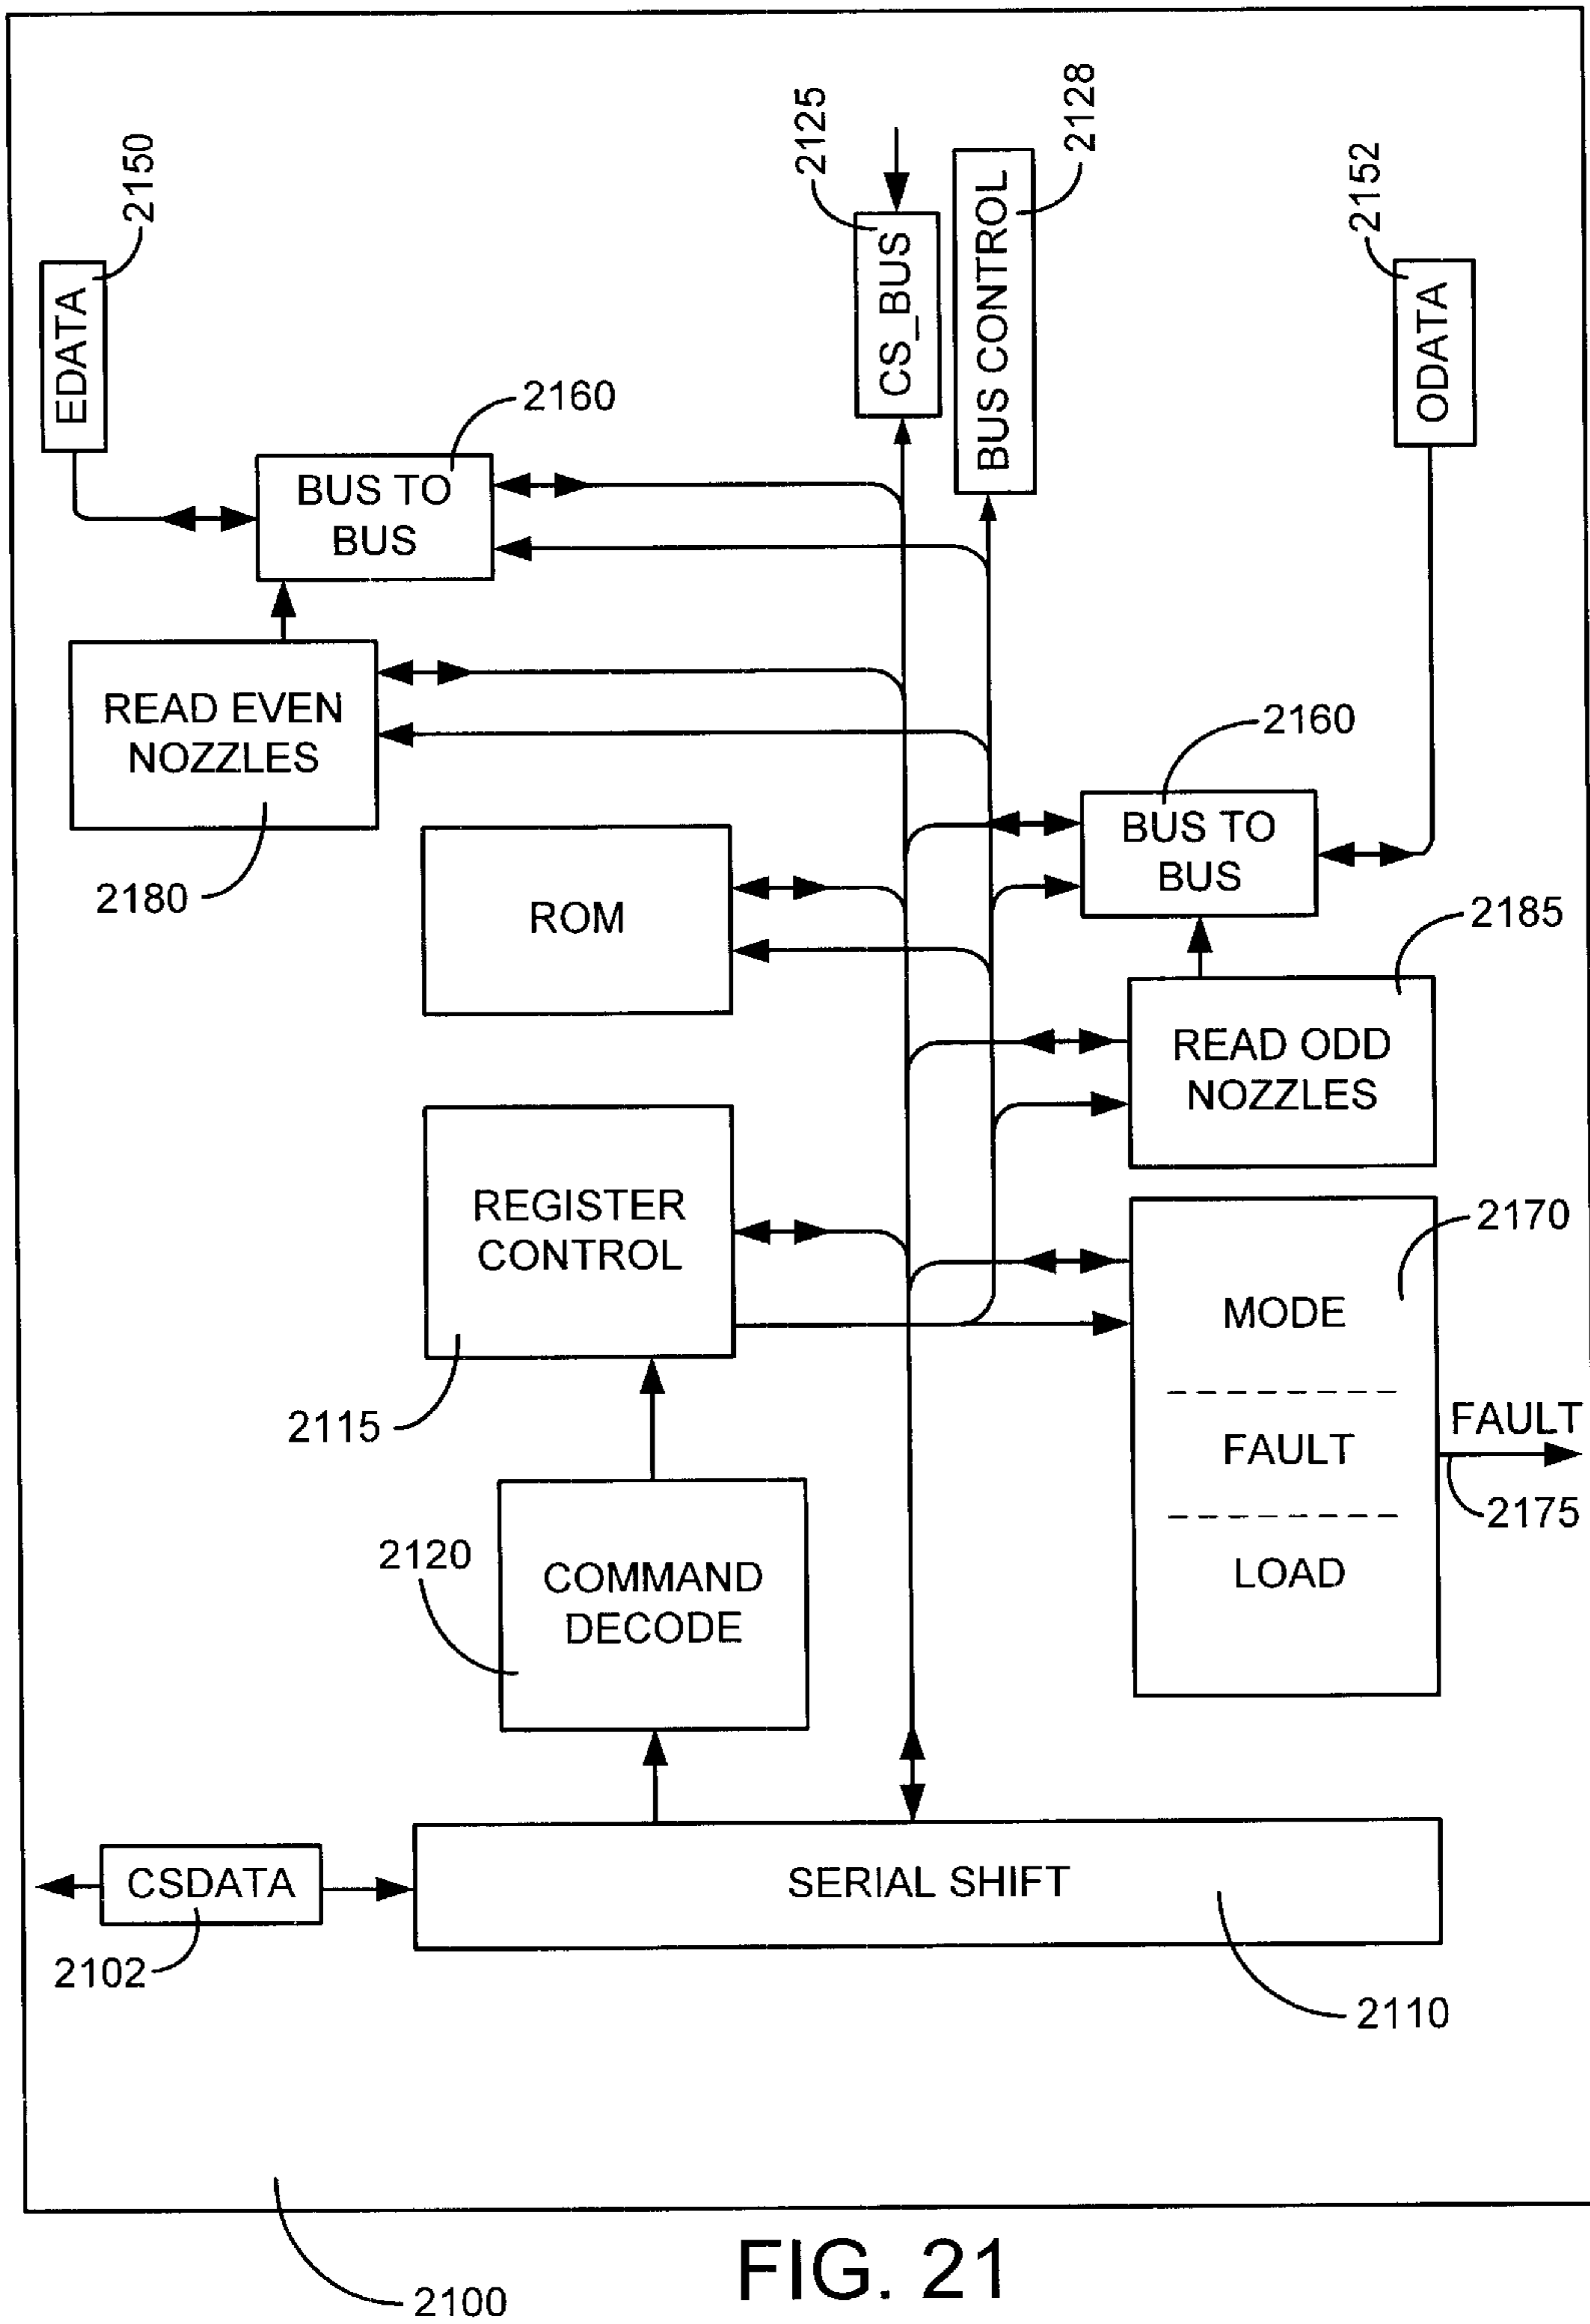 2150
EDATA
2125
CS_BUS
2128
BUS CONTROL
2152
ODATA
2160
BUS TO
BUS
READ EVEN
NOZZLES
2180
2160
BUS TO
BUS
ROM
2185
READ ODD
NOZZLES
REGISTER
CONTROL
2115
2170
MODE
FAULT
LOAD
FAULT
2175
2120
COMMAND
DECODE
CSDATA
2102
SERIAL SHIFT
2110
2100
FIG. 21